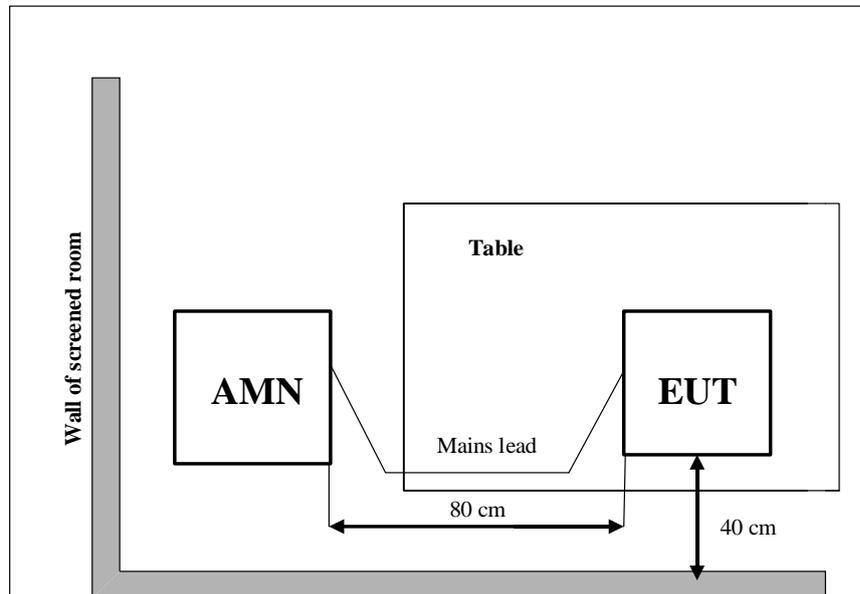 Wall of screened room
Table
AMN
EUT
Mains lead
80 cm
40 cm